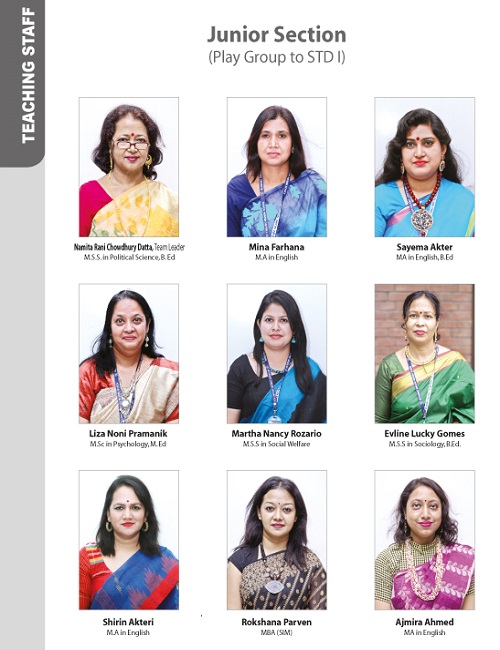 TEACHING STAFF
Junior Section
(Play Group to STD I)
Namita Rani Chowdhury Datta, Team Leader
M.S.S. in Political Science, B.Ed
Mina Farhana
M.A in English
Sayema Akter
MA in English, B.Ed
Liza Noni Pramanik
M.Sc in Psychology, M. Ed
Martha Nancy Rozario
M.S.S in Social Welfare
Evline Lucky Gomes
M.S.S in Sociology, B.Ed.
Shirin Akteri
M.A in English
Rokshana Parven
MBA (SIM)
Ajmira Ahmed
MA in English